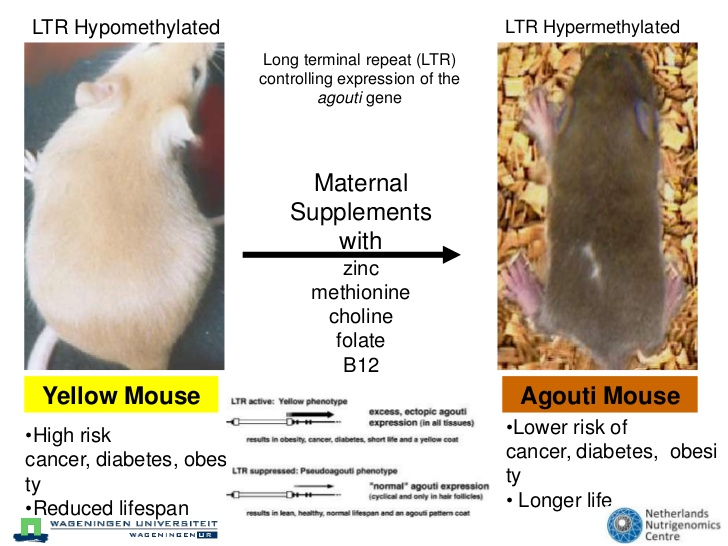 LTR Hypomethylated
LTR Hypermethylated
Long terminal repeat (LTR)
controlling expression of the
agouti gene
Maternal
Supplements
with
zinc
methionine
choline
folate
B12
Yellow Mouse
•High risk
cancer, diabetes, obes
ty
•Reduced lifespan
LTR active: Yellow phenotype
excess, ectopic agouti
expression (in all tissues)
results in obesity, cancer, diabetes, short life and a yellow coat
LTR suppressed: Pseudoagouti phenotype
"normal" agouti expression
(cyclical and only in hair follicles)
results in lean, healthy, normal lifespan and an agouti pattern coat
Agouti Mouse
•Lower risk of
cancer, diabetes,  obesi
ty
• Longer life
WAGENINGEN UNIVERSITEIT
WAGENINGEN UR
Netherlands
Nutrigenomics
Centre